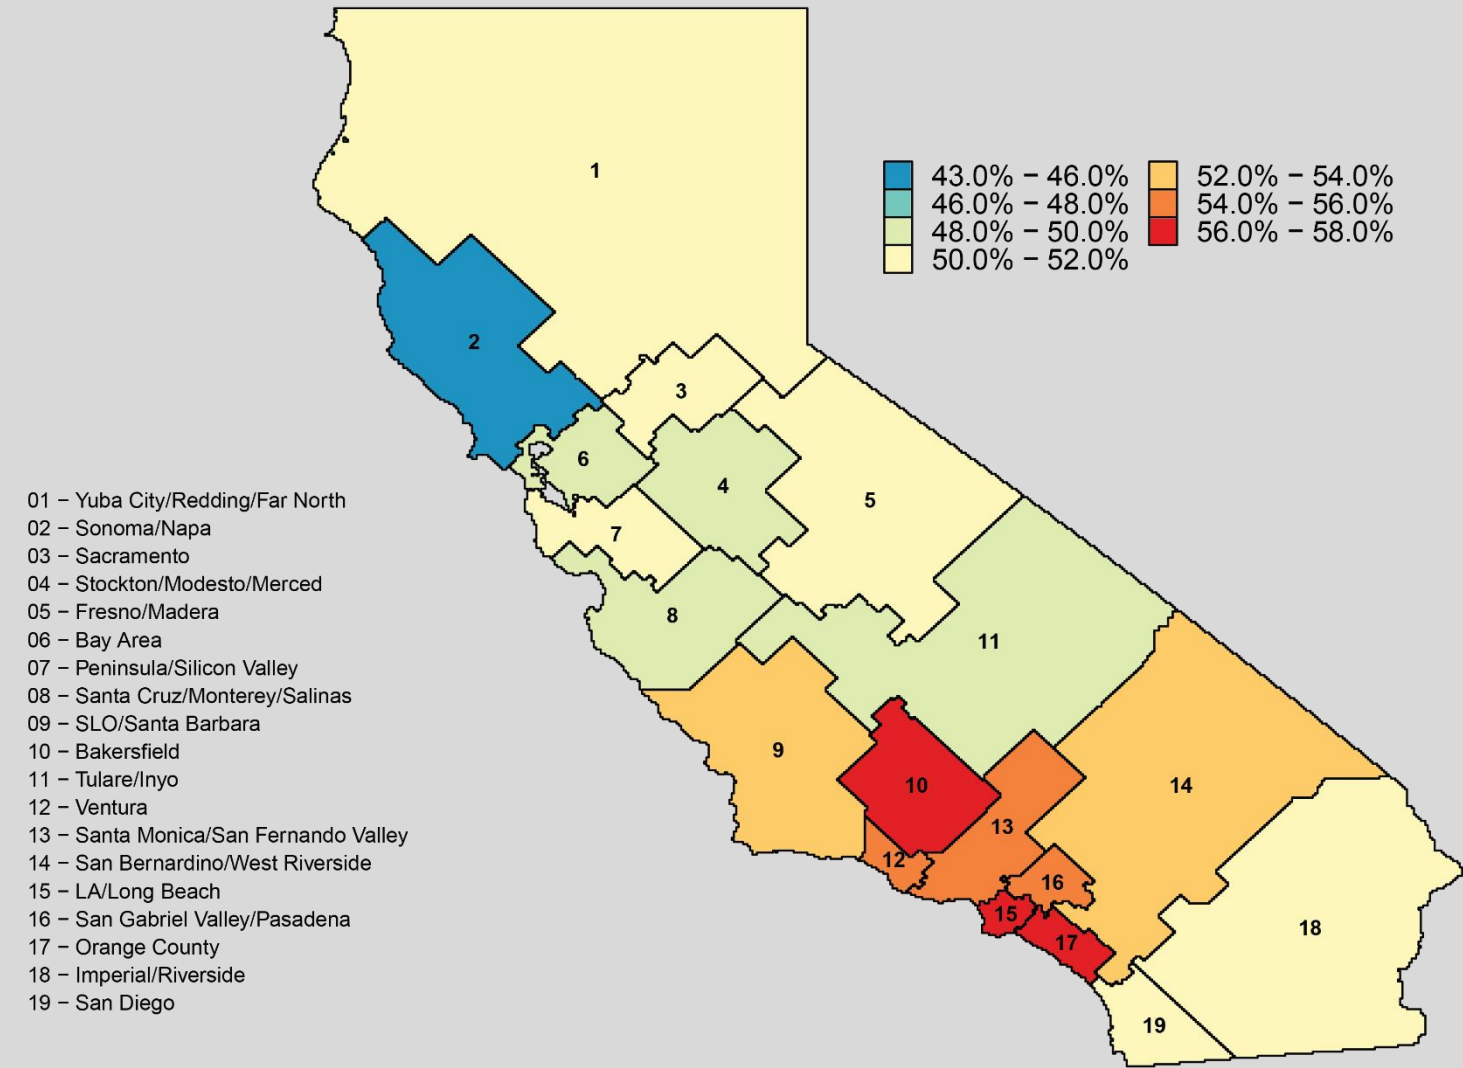 1
43.0% − 46.0%
52.0% − 54.0%
46.0% − 48.0%
54.0% − 56.0%
48.0% − 50.0%
56.0% − 58.0%
50.0% − 52.0%
2
3
6
4
5
7
8
11
9
10
14
13
12
16
15
17
18
19
01 − Yuba City/Redding/Far North
02 − Sonoma/Napa
03 − Sacramento
04 − Stockton/Modesto/Merced
05 − Fresno/Madera
06 − Bay Area
07 − Peninsula/Silicon Valley
08 − Santa Cruz/Monterey/Salinas
09 − SLO/Santa Barbara
10 − Bakersfield
11 − Tulare/Inyo
12 − Ventura
13 − Santa Monica/San Fernando Valley
14 − San Bernardino/West Riverside
15 − LA/Long Beach
16 − San Gabriel Valley/Pasadena
17 − Orange County
18 − Imperial/Riverside
19 − San Diego